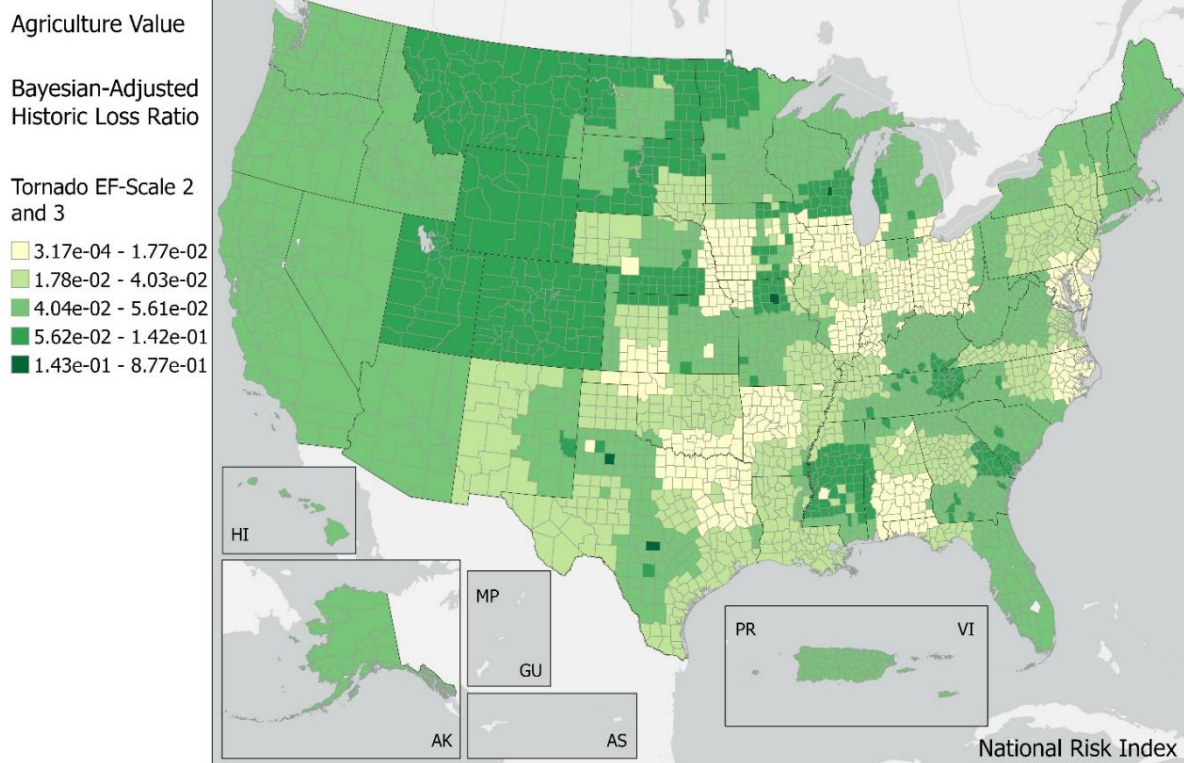 Agriculture Value
Bayesian-Adjusted
Historic Loss Ratio
Tornado EF-Scale 2
and 3
3.17e-04 - 1.77e-02
1.78e-02 - 4.03e-02
4.04e-02 - 5.61e-02
5.62e-02 - 1.42e-01
1.43e-01 - 8.77e-01
HI
AK
MP
GU
AS
PR
VI
National Risk Index